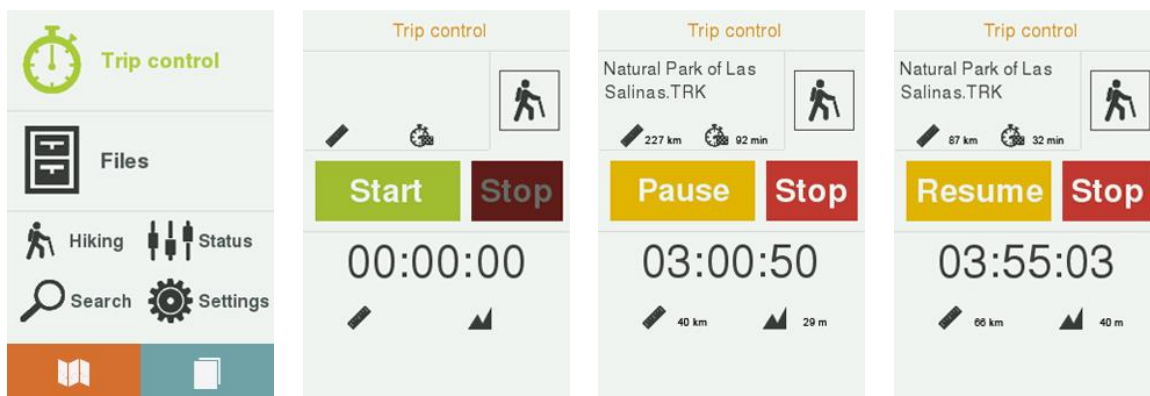 Trip control
Files
Hiking
Status
Search
Settings
Trip control
Start
Stop
00:00:00
Trip control
Natural Park of Las
Salinas.TRK
227 km
92 min
Pause
Stop
03:00:50
40 km
29 m
Trip control
Natural Park of Las
Salinas.TRK
87 km
32 min
Resume
Stop
03:55:03
66 km
40 m